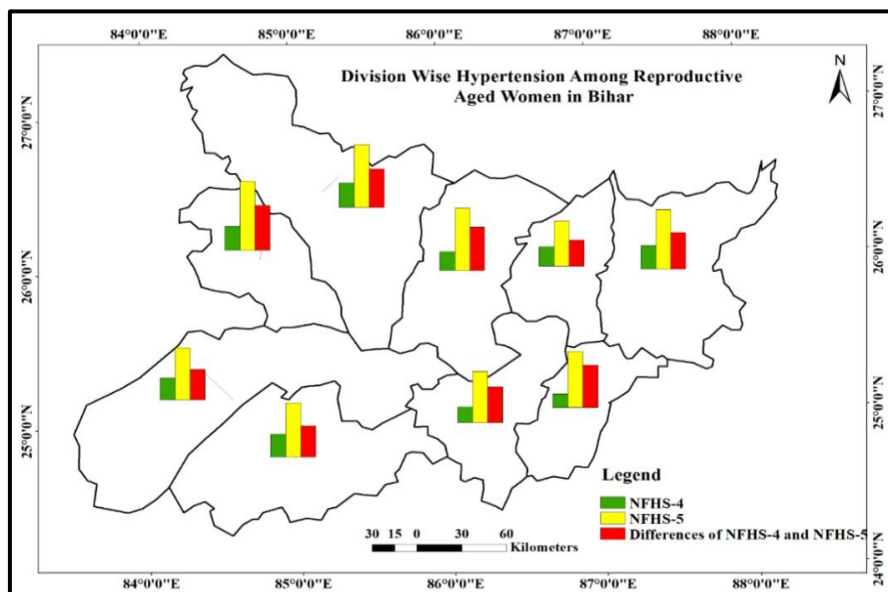 84°0'0"E 85°0'0"E 86°0'0"E 87°0'0"E 88°0'0"E
N
Division Wise Hypertension Among Reproductive
Aged Women in Bihar
27°0'0"N 27°0'0"N
26°0'0"N 26°0'0"N
25°0'0"N 25°0'0"N
Legend
NFHS-4
NFHS-5
Differences of NFHS-4 and NFHS-5
30 15 0 30 60
Kilometers
24°0'0"N
84°0'0"E 85°0'0"E 86°0'0"E 87°0'0"E 88°0'0"E